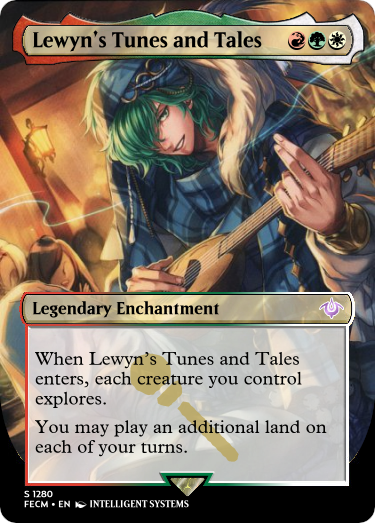 Lewyn's Tunes and Tales
Legendary Enchantment
When Lewyn's Tunes and Tales
enters, each creature you control
explores.
You may play an additional land on
each of your turns.
S 1280
FECM • EN INTELLIGENT SYSTEMS